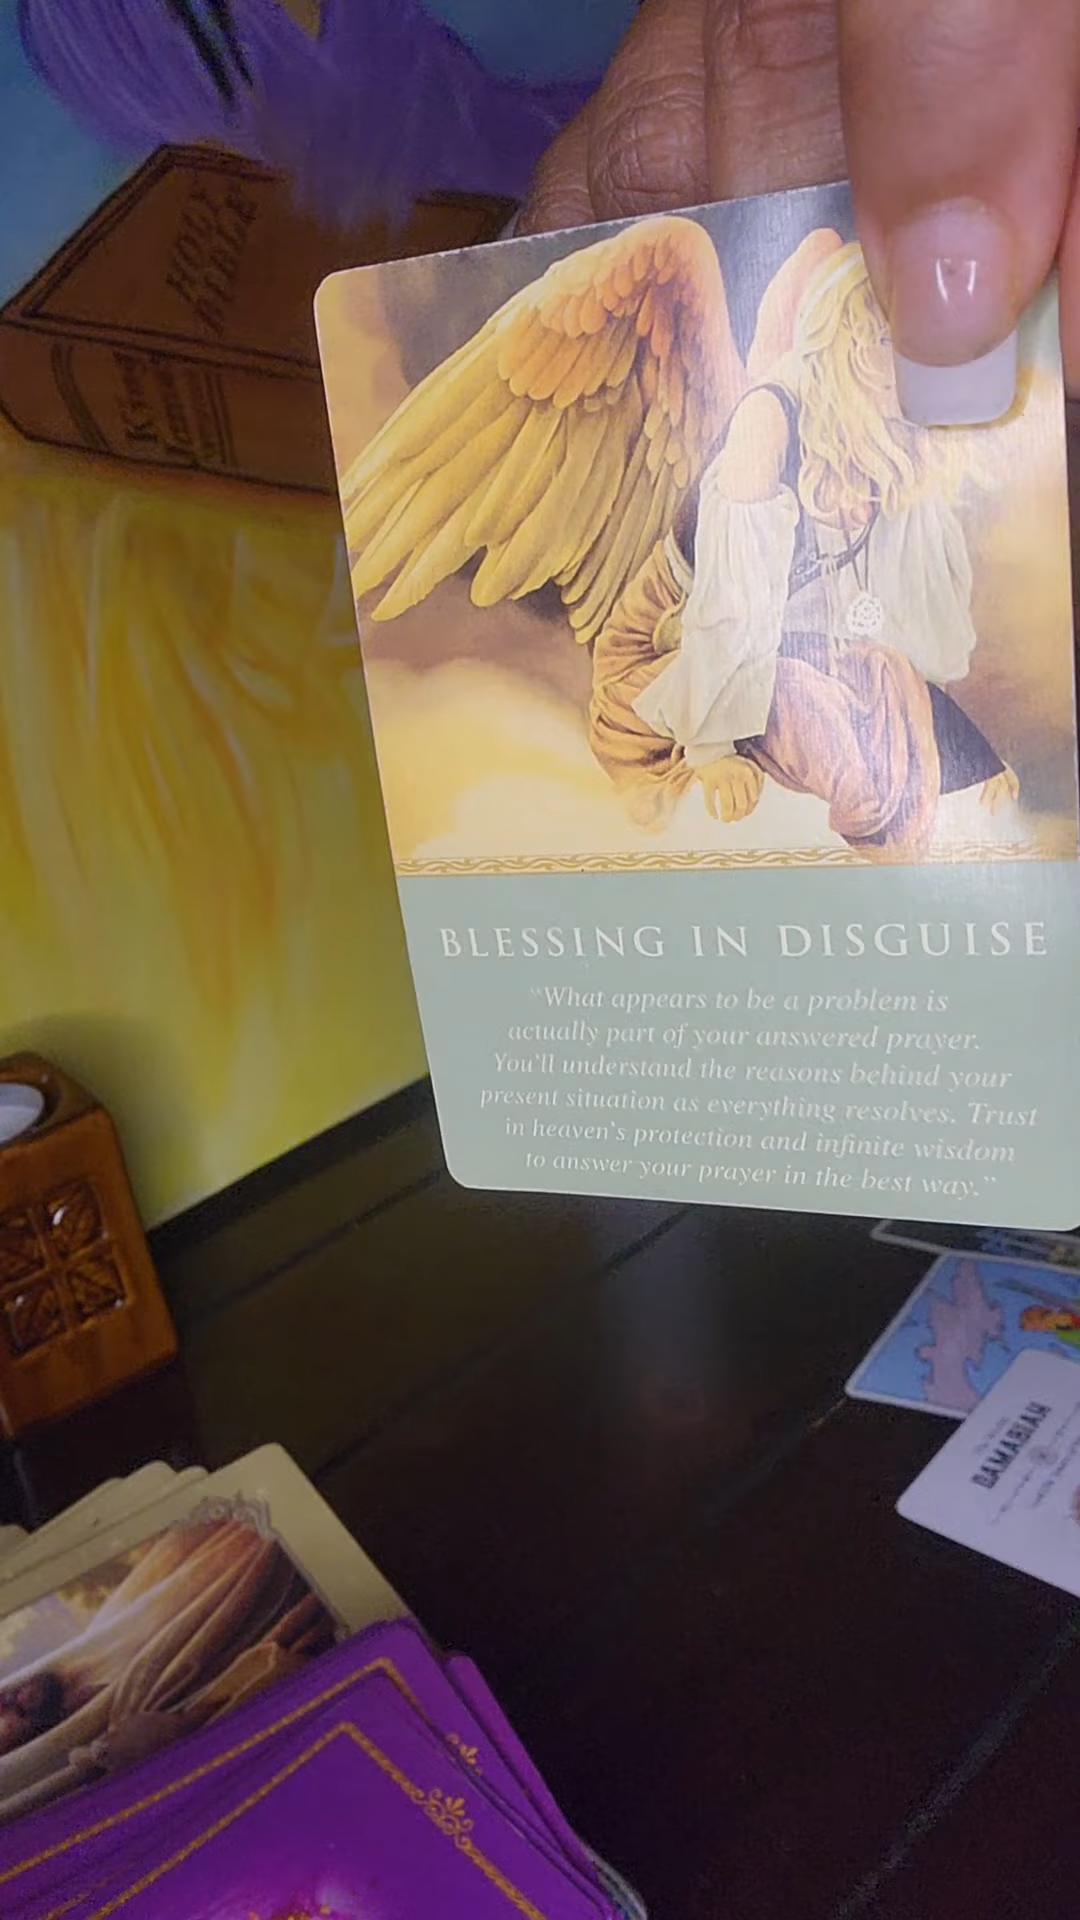 HOLY
BIBLE
BLESSING IN DISGUISE
"What appears to be a problem is
actually part of your answered prayer.
You'll understand the reasons behind your
present situation as everything resolves. Trust
in heaven's protection and infinite wisdom
to answer your prayer in the best way."